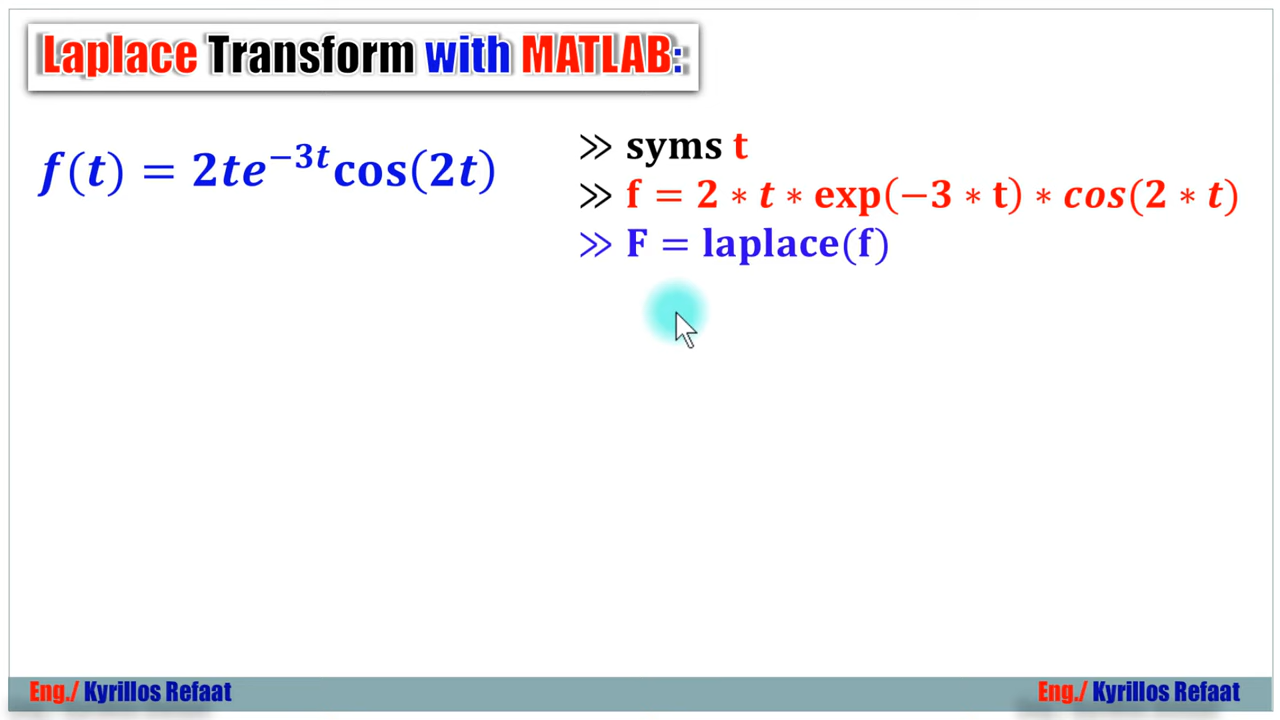 Laplace Transform with MATLAB:
f(t) = 2te^{-3t}cos(2t)
≫ syms t
≫ f = 2 * t * exp(−3 * t) * cos(2 * t)
≫ F = laplace(f)
Eng./ Kyrillos Refaat
Eng./ Kyrillos Refaat